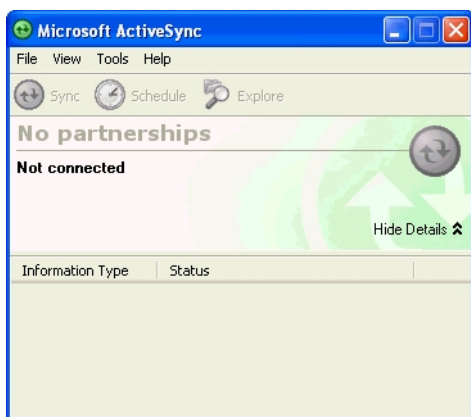 Microsoft ActiveSync
File View Tools Help
Sync Schedule Explore
No partnerships
Not connected
Hide Details
Information Type Status